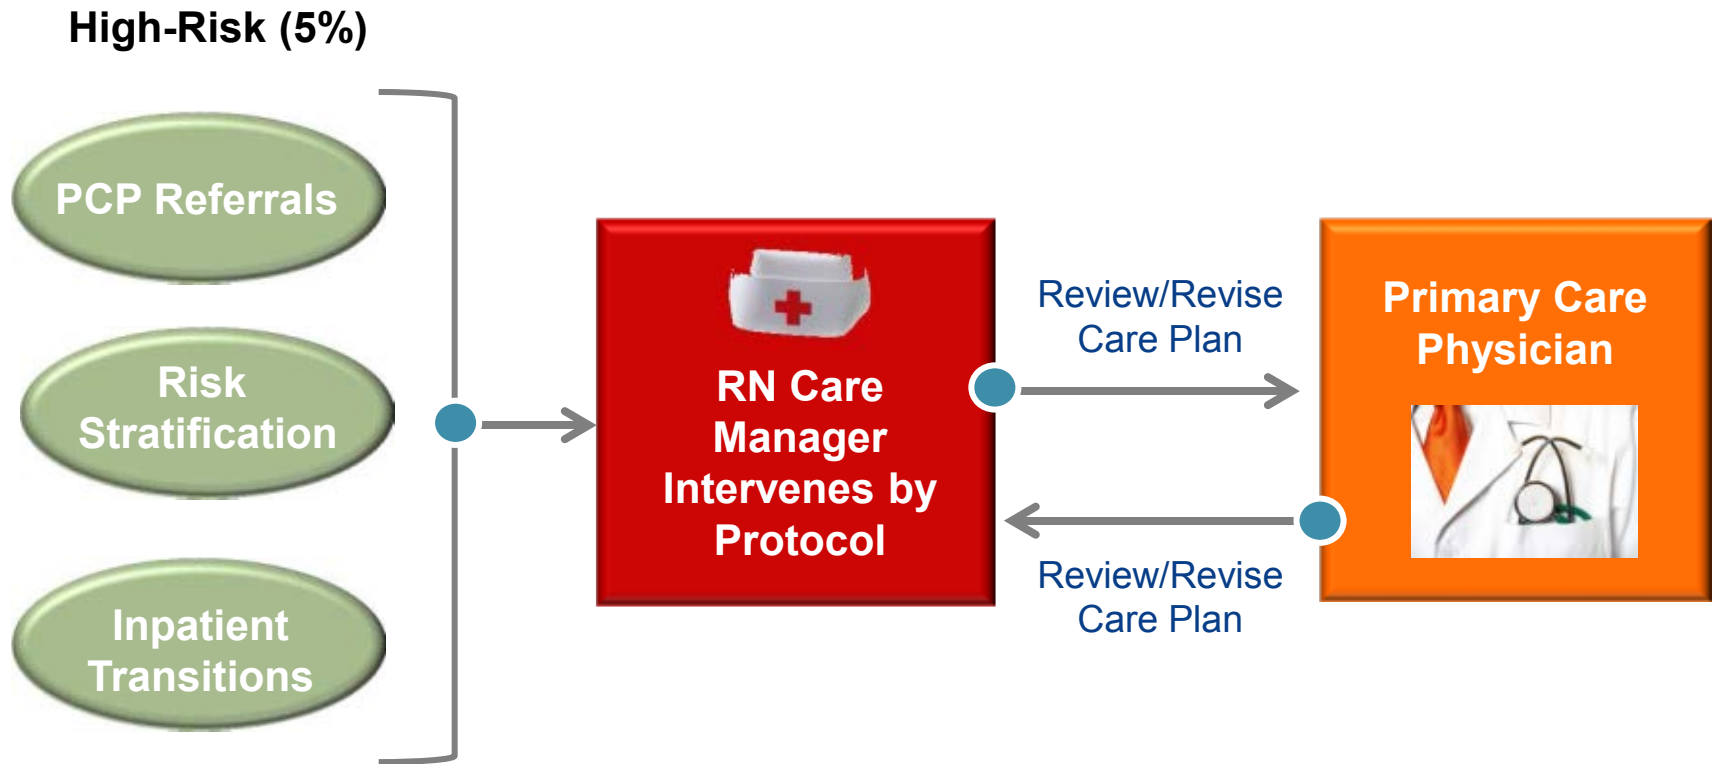 High-Risk (5%)
PCP Referrals
Risk
Stratification
Inpatient
Transitions
RN Care
Manager
Intervenes by
Protocol
Review/Revise
Care Plan
Review/Revise
Care Plan
Primary Care
Physician